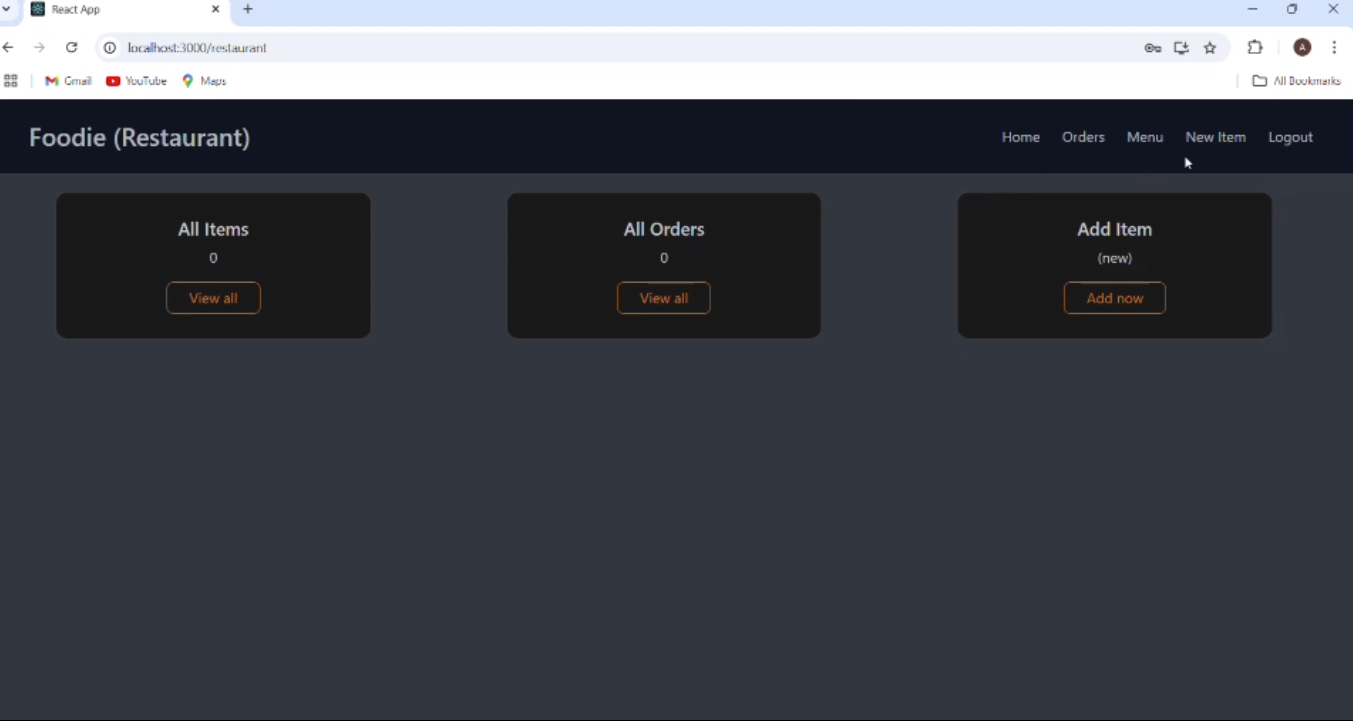 React App
localhost:3000/restaurant
A
Gmail YouTube Maps All Bookmarks
Foodie (Restaurant) Home Orders Menu New Item Logout
All Items
0
View all
All Orders
0
View all
Add Item
(new)
Add now